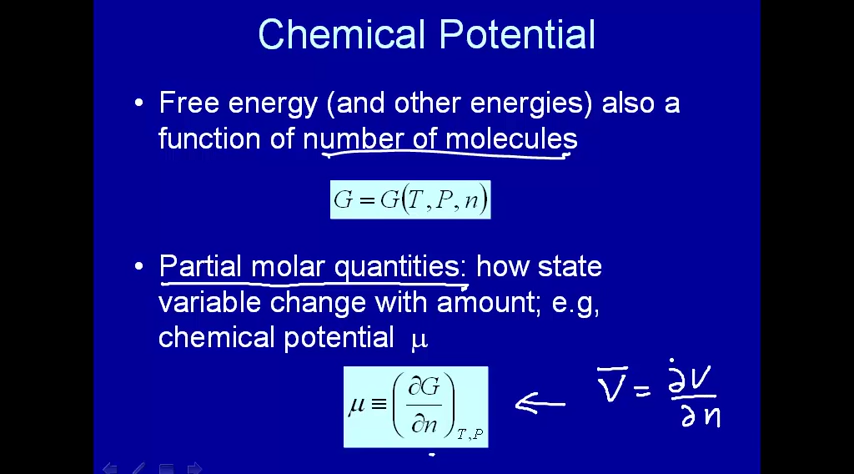 Chemical Potential
• Free energy (and other energies) also a
function of number of molecules
G = G(T, P, n)
• Partial molar quantities: how state
variable change with amount; e.g,
chemical potential μ
μ ≡ (∂G/∂n)_T,P ← V̅ = ∂V/∂n